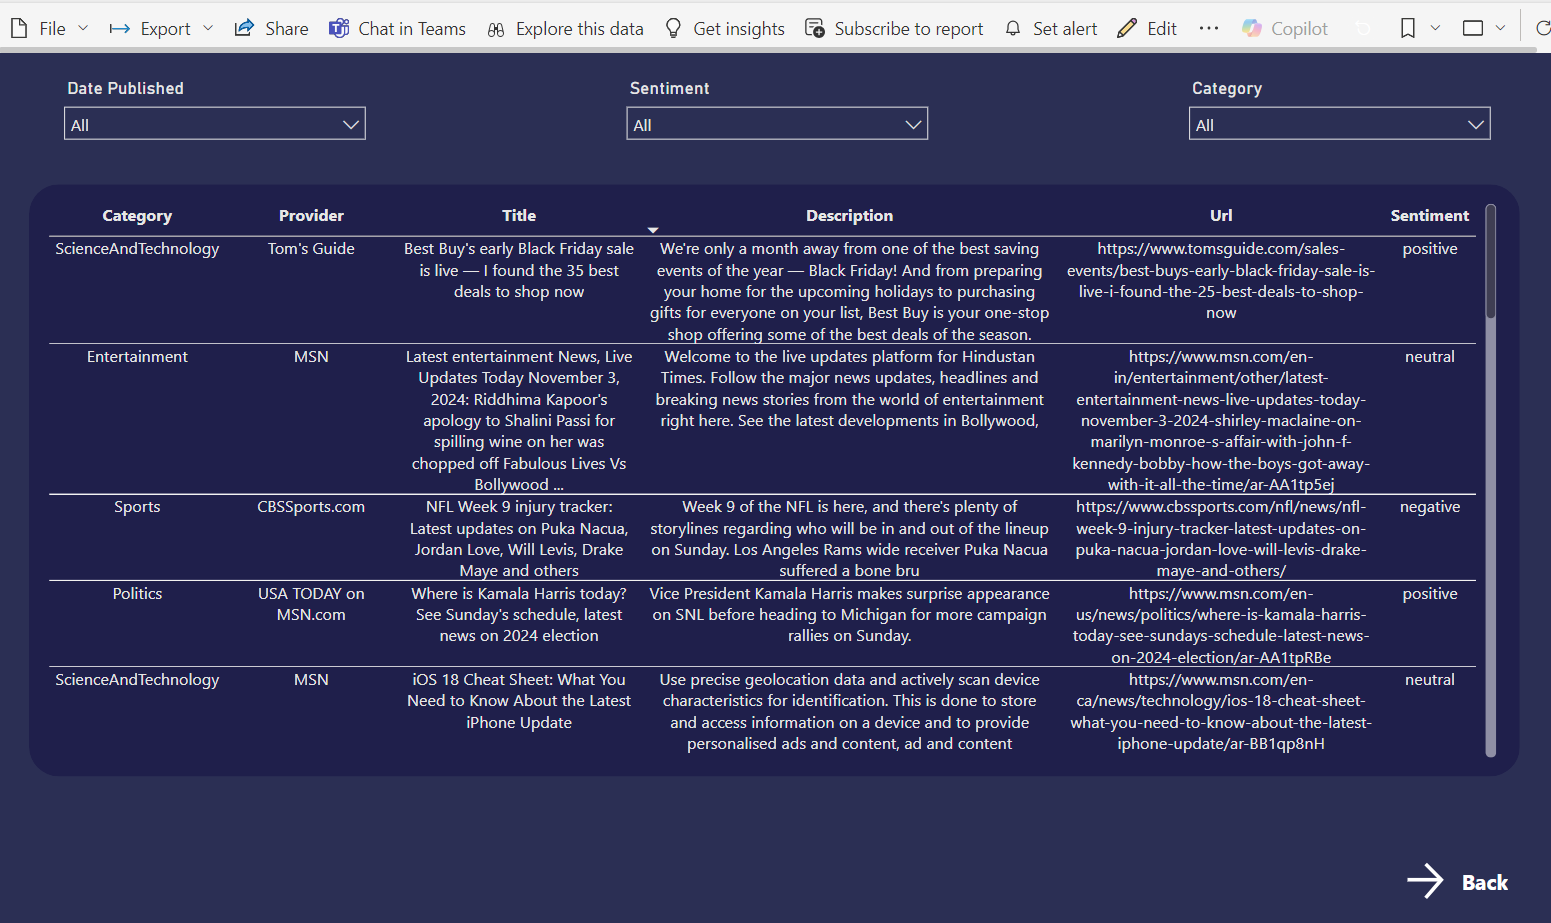 File Export Share Chat in Teams Explore this data Get insights Subscribe to report Set alert Edit ... Copilot
Date Published Sentiment Category
All All All
Category Provider Title Description Url Sentiment
ScienceAndTechnology
Tom's Guide
Best Buy's early Black Friday sale
is live — I found the 35 best
deals to shop now
We're only a month away from one of the best saving
events of the year — Black Friday! And from preparing
your home for the upcoming holidays to purchasing
gifts for everyone on your list, Best Buy is your one-stop
shop offering some of the best deals of the season.
https://www.tomsguide.com/sales-
events/best-buys-early-black-friday-sale-is-
live-i-found-the-25-best-deals-to-shop-
now
positive
Entertainment
MSN
Latest entertainment News, Live
Updates Today November 3,
2024: Riddhima Kapoor's
apology to Shalini Passi for
spilling wine on her was
chopped off Fabulous Lives Vs
Bollywood ...
Welcome to the live updates platform for Hindustan
Times. Follow the major news updates, headlines and
breaking news stories from the world of entertainment
right here. See the latest developments in Bollywood,
https://www.msn.com/en-
in/entertainment/other/latest-
entertainment-news-live-updates-today-
november-3-2024-shirley-maclaine-on-
marilyn-monroe-s-affair-with-john-f-
kennedy-bobby-how-the-boys-got-away-
with-it-all-the-time/ar-AA1tp5ej
neutral
Sports
CBSSports.com
NFL Week 9 injury tracker:
Latest updates on Puka Nacua,
Jordan Love, Will Levis, Drake
Maye and others
Week 9 of the NFL is here, and there's plenty of
storylines regarding who will be in and out of the lineup
on Sunday. Los Angeles Rams wide receiver Puka Nacua
suffered a bone bru
https://www.cbssports.com/nfl/news/nfl-
week-9-injury-tracker-latest-updates-on-
puka-nacua-jordan-love-will-levis-drake-
maye-and-others/
negative
Politics
USA TODAY on
MSN.com
Where is Kamala Harris today?
See Sunday's schedule, latest
news on 2024 election
Vice President Kamala Harris makes surprise appearance
on SNL before heading to Michigan for more campaign
rallies on Sunday.
https://www.msn.com/en-
us/news/politics/where-is-kamala-harris-
today-see-sundays-schedule-latest-news-
on-2024-election/ar-AA1tpRBe
positive
ScienceAndTechnology
MSN
iOS 18 Cheat Sheet: What You
Need to Know About the Latest
iPhone Update
Use precise geolocation data and actively scan device
characteristics for identification. This is done to store
and access information on a device and to provide
personalised ads and content, ad and content
https://www.msn.com/en-
ca/news/technology/ios-18-cheat-sheet-
what-you-need-to-know-about-the-latest-
iphone-update/ar-BB1qp8nH
neutral
Back